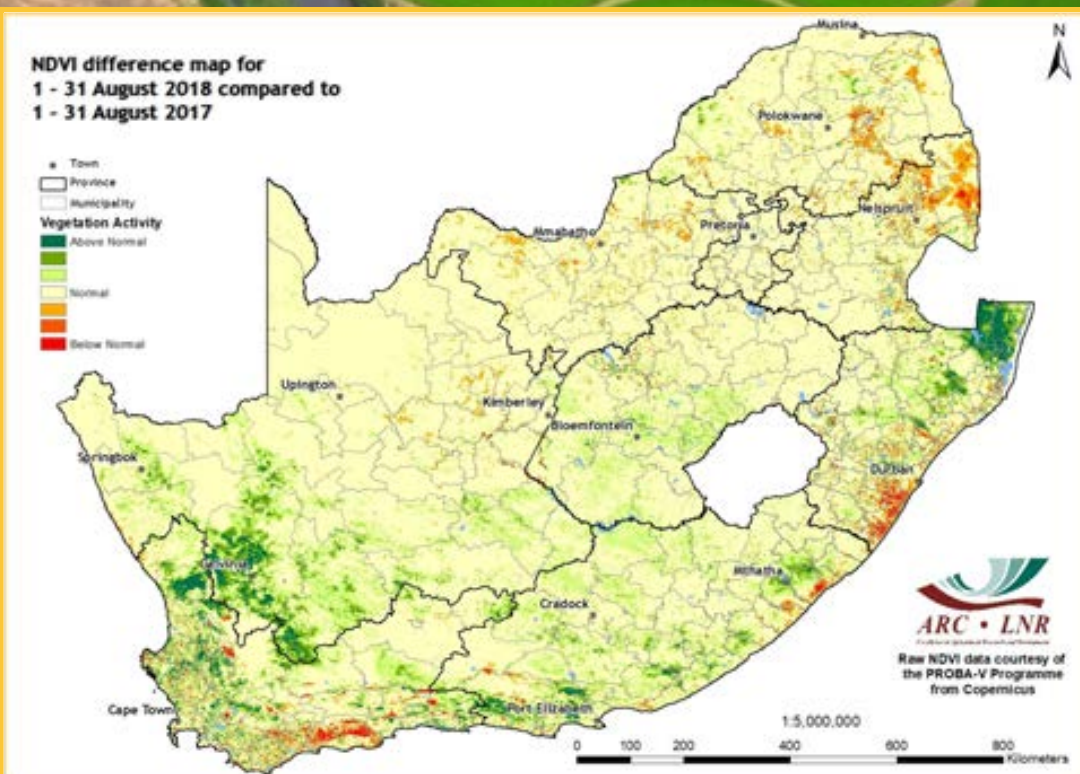 NDVI difference map for
1 - 31 August 2018 compared to
1 - 31 August 2017
Town
Province
Municipality
Vegetation Activity
Above Normal
Normal
Below Normal
N
Musina
Polokwane
Nelspruit
Pretoria
Mmabatho
Upington
Kimberley
Bloemfontein
Springbok
Durban
Mthatha
Cradock
Cape Town
Port Elizabeth
ARC • LNR
Raw NDVI data courtesy of
the PROBA-V Programme
from Copernicus
1:5,000,000
0 100 200 400 600 800
Kilometers